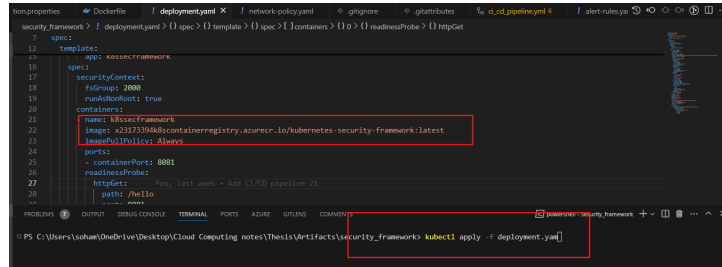 tion.properties Dockerfile ! deployment.yaml × ! network-policy.yaml .gitignore .gitattributes ci_cd_pipeline.yml 6 ! alert-rules.ya
security_framework > ! deployment.yaml > {} spec > {} template > {} spec > [ ] containers > {} 0 > {} readinessProbe > {} httpGet
7 spec:
12 template:
15 app: k8ssecframework
16 spec:
17 securityContext:
18 fsGroup: 2000
19 runAsNonRoot: true
20 containers:
21 - name: k8ssecframework
22 image: x23173394k8scontainerregistry.azurecr.io/kubernetes-security-framework:latest
23 imagePullPolicy: Always
24 ports:
25 - containerPort: 8081
26 readinessProbe:
27 httpGet: You, last week • Add CI/CD pipeline 21
28 path: /hello
PROBLEMS 7 OUTPUT DEBUG CONSOLE TERMINAL PORTS AZURE GITLENS COMMENTS powershell - security_framework
PS C:\Users\soham\OneDrive\Desktop\Cloud Computing notes\Thesis\Artifacts\security_framework> kubectl apply -f deployment.yam